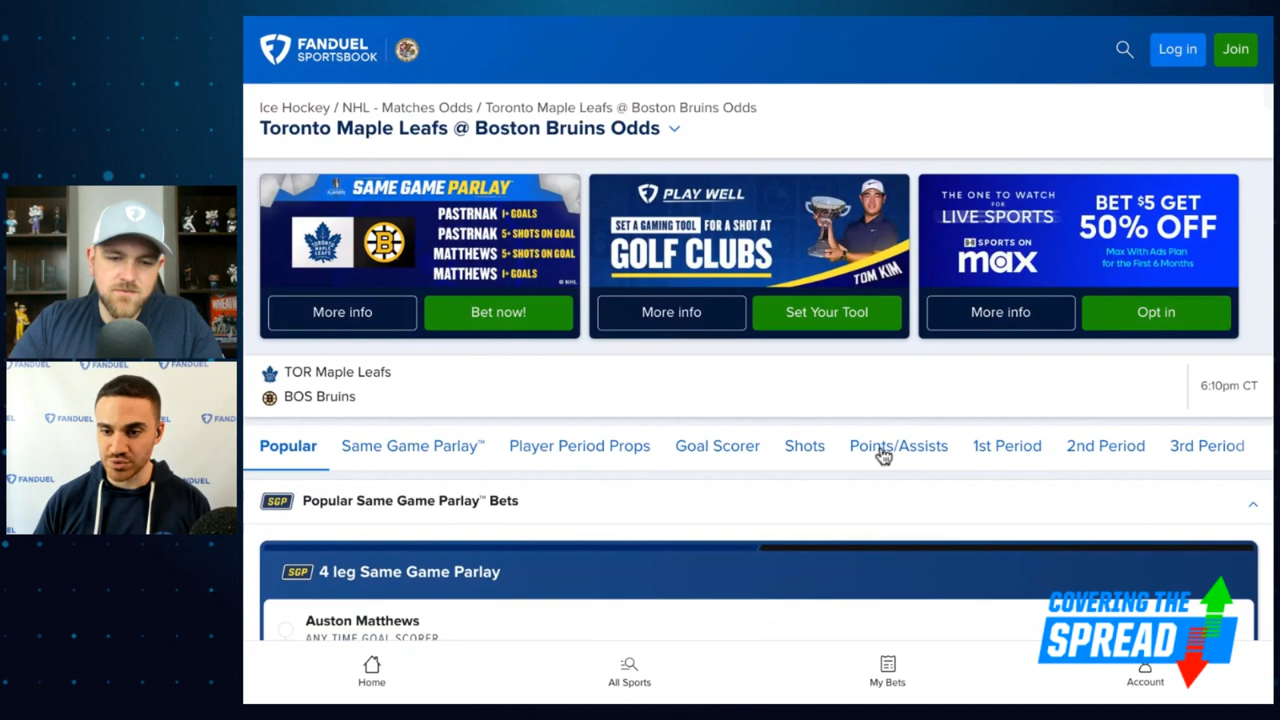 FANDUEL
SPORTSBOOK
Log in
Join
Ice Hockey / NHL - Matches Odds / Toronto Maple Leafs @ Boston Bruins Odds
Toronto Maple Leafs @ Boston Bruins Odds
SAME GAME PARLAY™
PASTRNAK 1+ GOALS
PASTRNAK 5+ SHOTS ON GOAL
MATTHEWS 5+ SHOTS ON GOAL
MATTHEWS 1+ GOALS
© NHL
More info
Bet now!
PLAY WELL
SET A GAMING TOOL FOR A SHOT AT
GOLF CLUBS
TOM KIM
More info
Set Your Tool
THE ONE TO WATCH
FOR
LIVE SPORTS
B/R SPORTS ON
max
BET $5 GET
50% OFF
Max With Ads Plan
for the First 6 Months
More info
Opt in
TOR Maple Leafs
BOS Bruins
6:10pm CT
Popular
Same Game Parlay™
Player Period Props
Goal Scorer
Shots
Points/Assists
1st Period
2nd Period
3rd Period
SGP Popular Same Game Parlay™ Bets
SGP 4 leg Same Game Parlay
Auston Matthews
ANY TIME GOAL SCORER
COVERING THE
SPREAD
Home
All Sports
My Bets
Account
FANDUEL
FANDUEL
FANDUEL
FANDUEL
FAND
FANDUEL